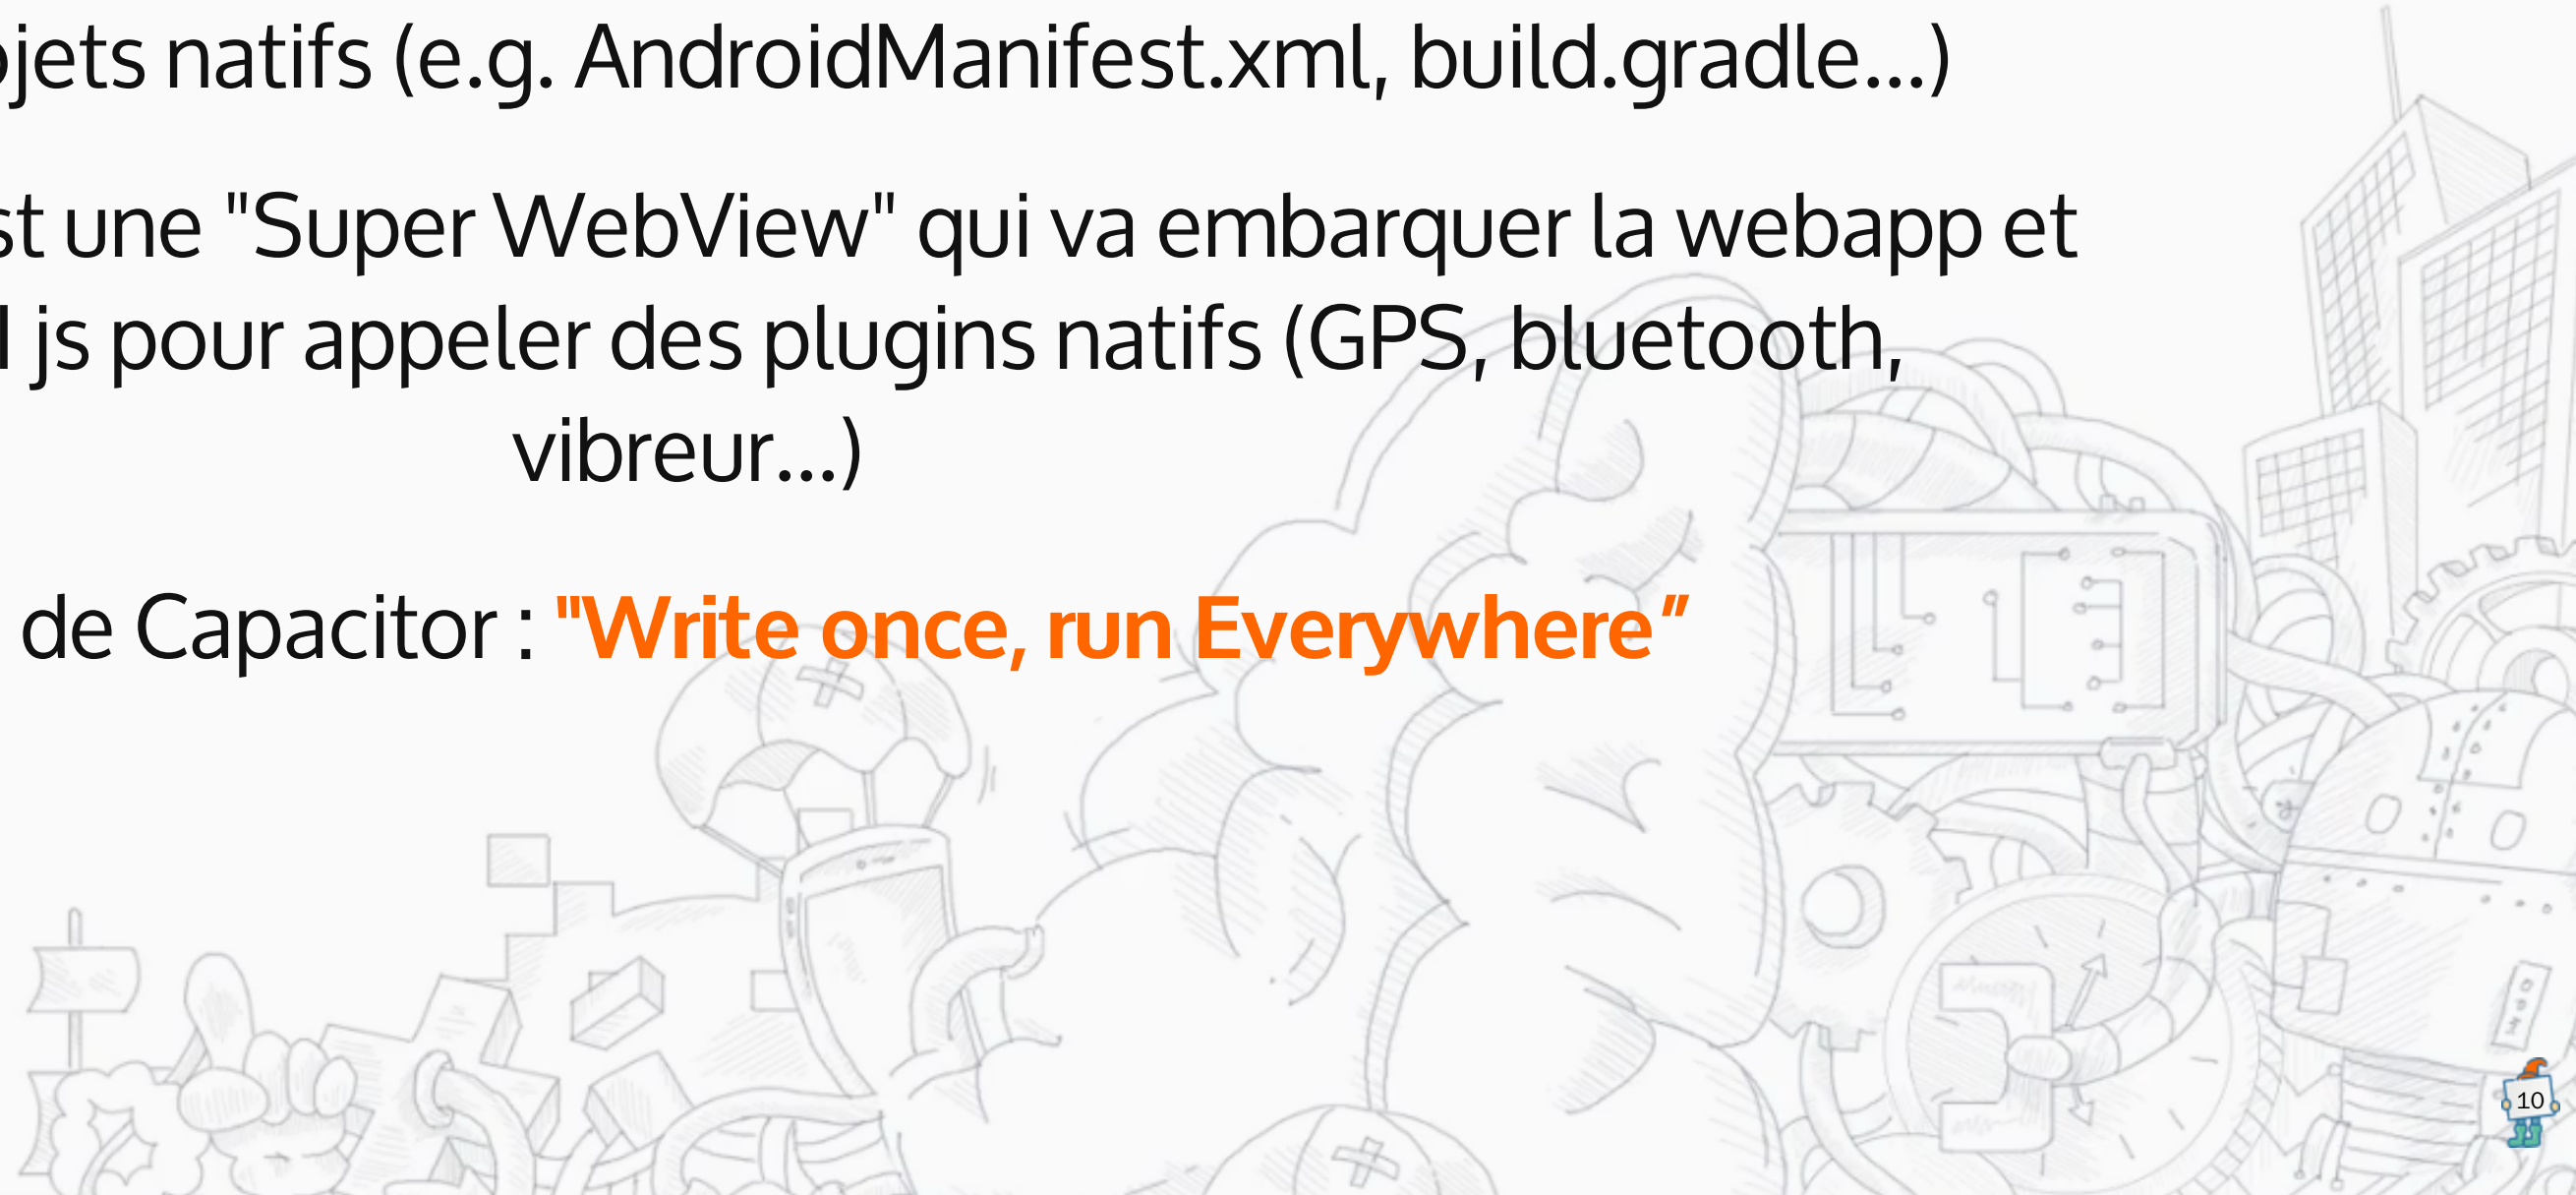 jets natifs (e.g. AndroidManifest.xml, build.gradle...)
st une "Super WebView" qui va embarquer la webapp et
js pour appeler des plugins natifs (GPS, bluetooth,
vibreur...)
de Capacitor : "Write once, run Everywhere"
10